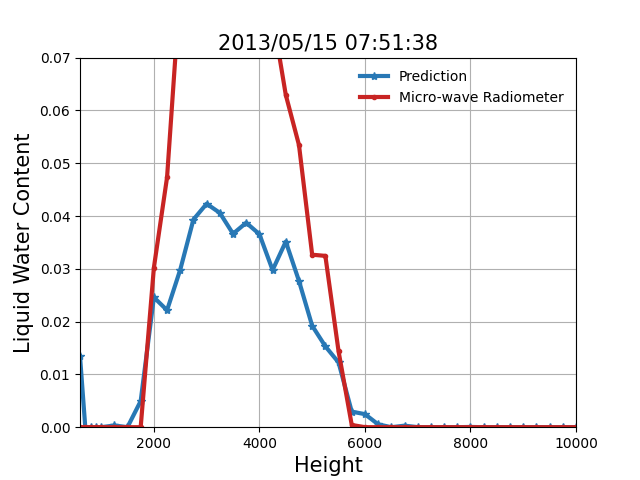 2013/05/15 07:51:38
Prediction
Micro-wave Radiometer
Liquid Water Content
0.07
0.06
0.05
0.04
0.03
0.02
0.01
0.00
2000 4000 6000 8000 10000
Height